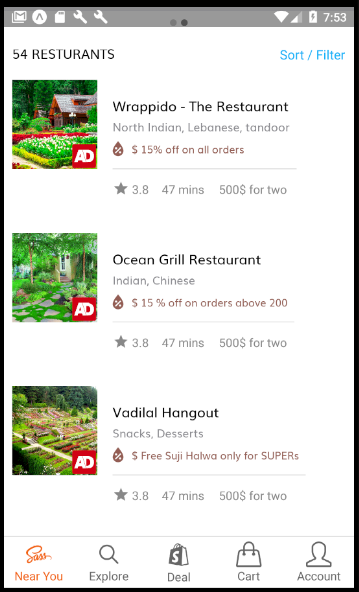 7:53
54 RESTURANTS
Sort / Filter
Wrappido - The Restaurant
North Indian, Lebanese, tandoor
$ 15% off on all orders
3.8 47 mins 500$ for two
AD
Ocean Grill Restaurant
Indian, Chinese
$ 15 % off on orders above 200
3.8 47 mins 500$ for two
AD
Vadilal Hangout
Snacks, Desserts
$ Free Suji Halwa only for SUPERs
3.8 47 mins 500$ for two
AD
Sass
Near You
Explore
Deal
Cart
Account